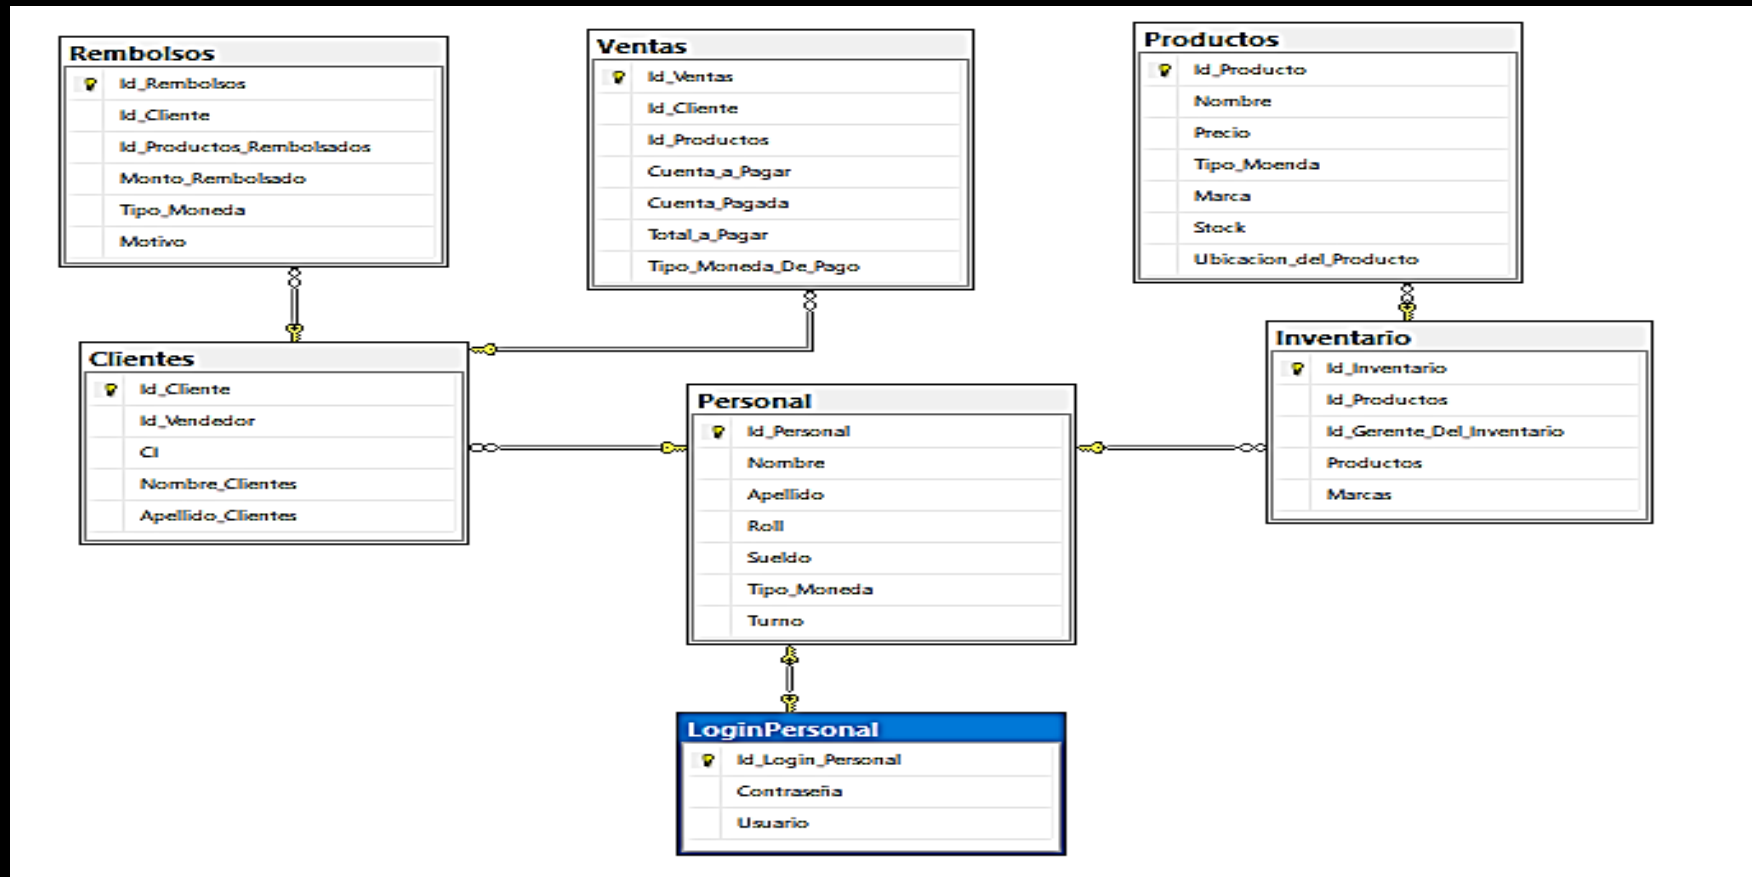 Rembolsos
Id_Rembolsos
Id_Cliente
Id_Productos_Rembolsados
Monto_Rembolsado
Tipo_Moneda
Motivo
Ventas
Id_Ventas
Id_Cliente
Id_Productos
Cuenta_a_Pagar
Cuenta_Pagada
Total_a_Pagar
Tipo_Moneda_De_Pago
Productos
Id_Producto
Nombre
Precio
Tipo_Moenda
Marca
Stock
Ubicacion_del_Producto
Clientes
Id_Cliente
Id_Vendedor
CI
Nombre_Clientes
Apellido_Clientes
Personal
Id_Personal
Nombre
Apellido
Roll
Sueldo
Tipo_Moneda
Turno
Inventario
Id_Inventario
Id_Productos
Id_Gerente_Del_Inventario
Productos
Marcas
LoginPersonal
Id_Login_Personal
Contraseña
Usuario